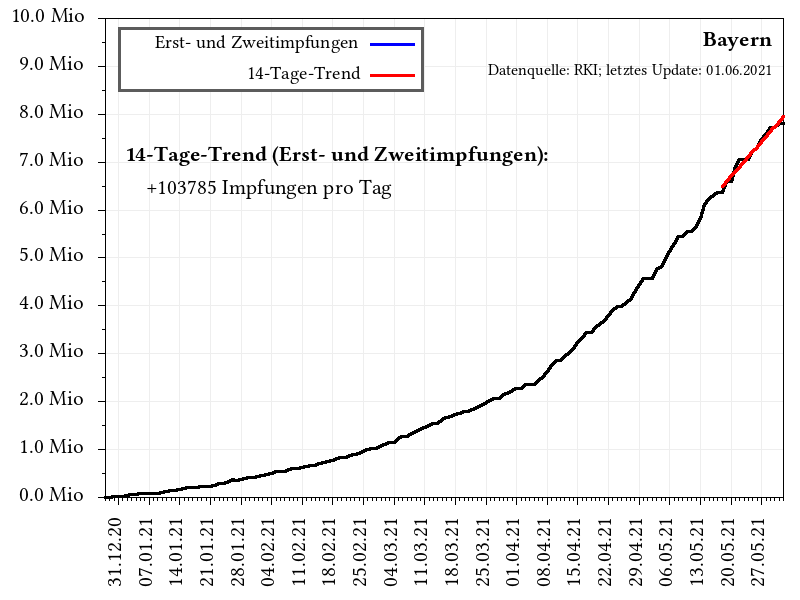 10.0 Mio
9.0 Mio
8.0 Mio
7.0 Mio
6.0 Mio
5.0 Mio
4.0 Mio
3.0 Mio
2.0 Mio
1.0 Mio
0.0 Mio
Erst- und Zweitimpfungen
14-Tage-Trend
Bayern
Datenquelle: RKI; letztes Update: 01.06.2021
14-Tage-Trend (Erst- und Zweitimpfungen):
+103785 Impfungen pro Tag
31.12.20
07.01.21
14.01.21
21.01.21
28.01.21
04.02.21
11.02.21
18.02.21
25.02.21
04.03.21
11.03.21
18.03.21
25.03.21
01.04.21
08.04.21
15.04.21
22.04.21
29.04.21
06.05.21
13.05.21
20.05.21
27.05.21